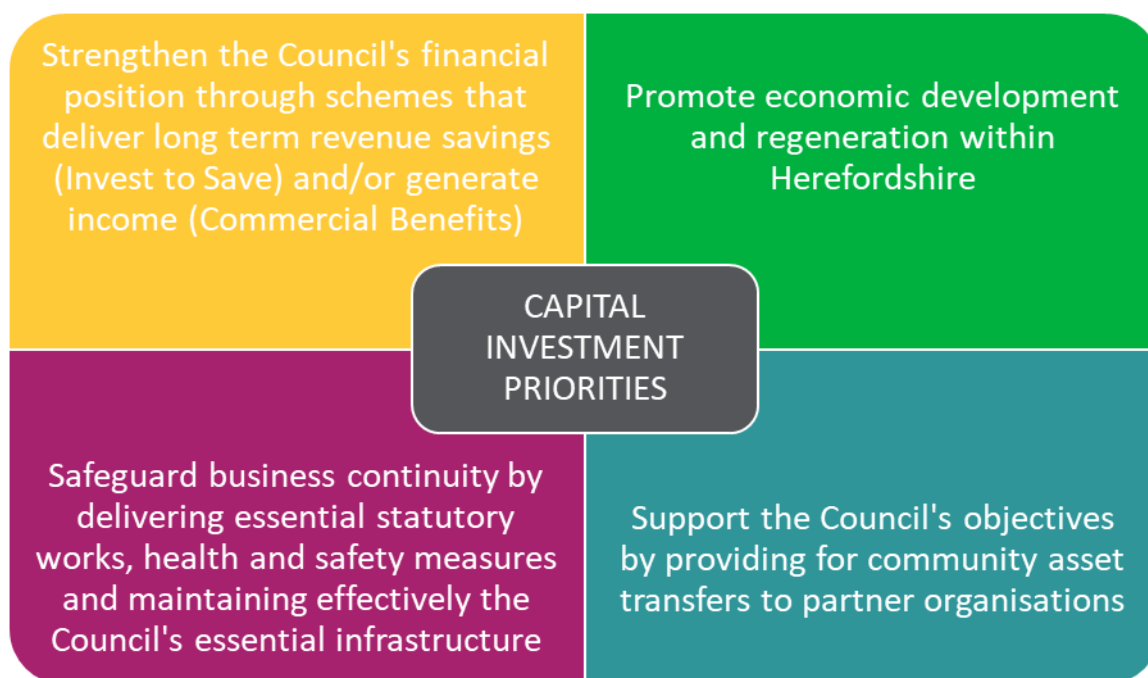 Strengthen the Council's financial
position through schemes that
deliver long term revenue savings
(Invest to Save) and/or generate
income (Commercial Benefits)
Promote economic development
and regeneration within
Herefordshire
CAPITAL
INVESTMENT
PRIORITIES
Safeguard business continuity by
delivering essential statutory
works, health and safety measures
and maintaining effectively the
Council's essential infrastructure
Support the Council's objectives
by providing for community asset
transfers to partner organisations